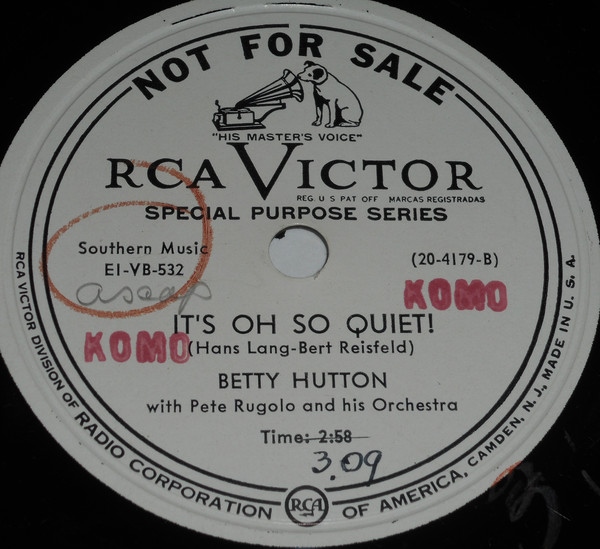 NOT FOR SALE
"HIS MASTER'S VOICE"
RCA VICTOR
REG. U S PAT OFF MARCAS REGISTRADAS
SPECIAL PURPOSE SERIES
Southern Music
E1-VB-532
ascap
(20-4179-B)
KOMO
KOMO
IT'S OH SO QUIET!
(Hans Lang-Bert Reisfeld)
BETTY HUTTON
with Pete Rugolo and his Orchestra
Time: 2:58
3.09
RCA VICTOR DIVISION OF RADIO CORPORATION OF AMERICA, CAMDEN, N. J., MADE IN U. S. A.
RCA